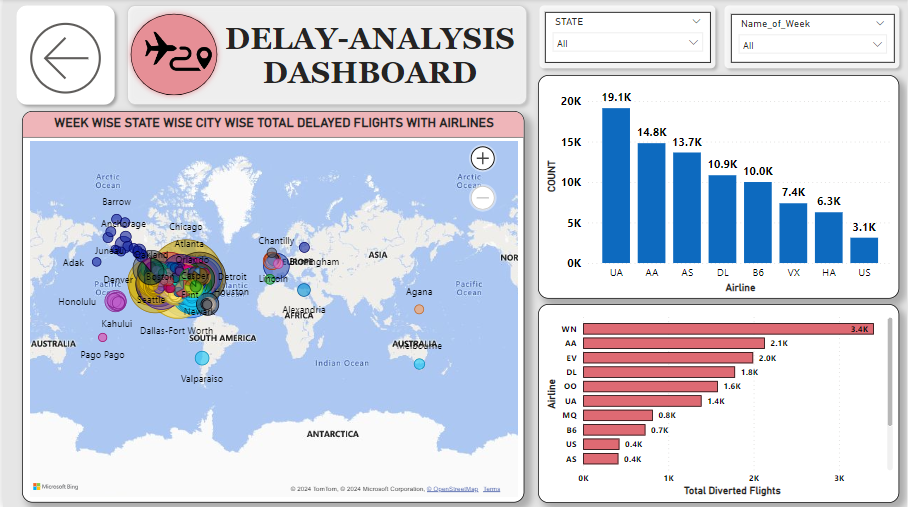 DELAY-ANALYSIS
DASHBOARD
STATE
All
Name_of_Week
All
WEEK WISE STATE WISE CITY WISE TOTAL DELAYED FLIGHTS WITH AIRLINES
Arctic
Ocean
Arctic
Ocean
Barrow
Anchorage
Chicago
Atlanta
Chantilly
Adak
EUROPE
ASIA
NOR
Orlando
Denver
Detroit
Lincoln
Houston
Honolulu
Seattle
Newark
Pacific
Ocean
Agana
Alexandria
AFRICA
Kahului
Dallas-Fort Worth
SOUTH AMERICA
AUSTRALIA
AUSTRALIA
Melbourne
Pago Pago
Indian Ocean
Valparaiso
ANTARCTICA
Microsoft Bing
© 2024 TomTom, © 2024 Microsoft Corporation, © OpenStreetMap Terms
COUNT
20K
15K
10K
5K
0K
19.1K
14.8K
13.7K
10.9K
10.0K
7.4K
6.3K
3.1K
UA AA AS DL B6 VX HA US
Airline
Airline
WN 3.4K
AA 2.1K
EV 2.0K
DL 1.8K
OO 1.6K
UA 1.4K
MQ 0.8K
B6 0.7K
US 0.4K
AS 0.4K
0K 1K 2K 3K
Total Diverted Flights